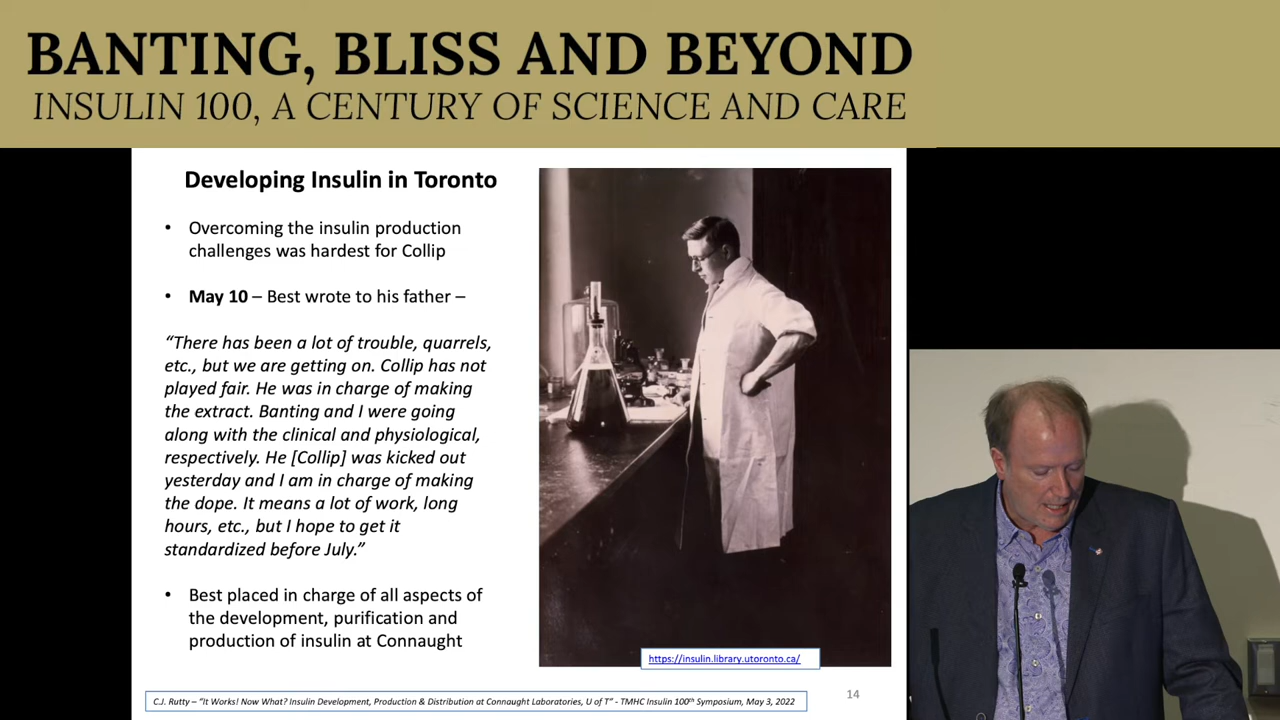 BANTING, BLISS AND BEYOND
INSULIN 100, A CENTURY OF SCIENCE AND CARE
Developing Insulin in Toronto
• Overcoming the insulin production
challenges was hardest for Collip
• May 10 – Best wrote to his father –
“There has been a lot of trouble, quarrels,
etc., but we are getting on. Collip has not
played fair. He was in charge of making
the extract. Banting and I were going
along with the clinical and physiological,
respectively. He [Collip] was kicked out
yesterday and I am in charge of making
the dope. It means a lot of work, long
hours, etc., but I hope to get it
standardized before July.”
• Best placed in charge of all aspects of
the development, purification and
production of insulin at Connaught
https://insulin.library.utoronto.ca/
C.J. Rutty – “It Works! Now What? Insulin Development, Production & Distribution at Connaught Laboratories, U of T” - TMHC Insulin 100th Symposium, May 3, 2022
14